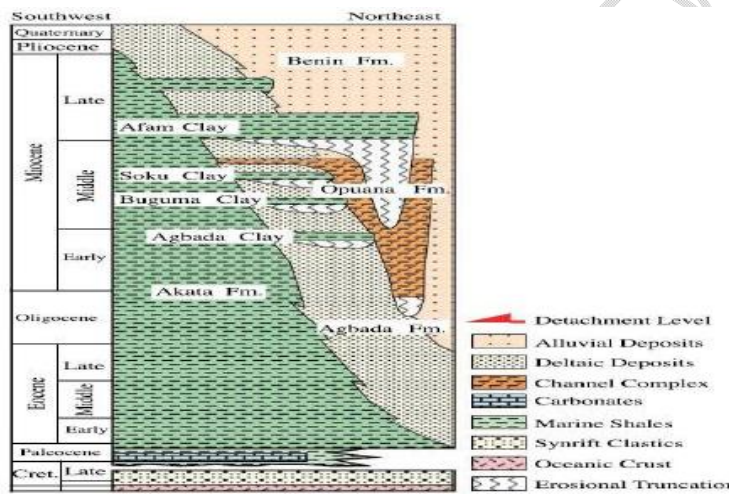 Southwest Northeast
Quaternary
Pliocene
Benin Fm.
Late
Afam Clay
Miocene
Middle
Soku Clay
Opuana Fm.
Buguma Clay
Agbada Clay
Early
Akata Fm.
Oligocene
Agbada Fm.
Late
Eocene
Middle
Early
Paleocene
Cret. Late
Detachment Level
Alluvial Deposits
Deltaic Deposits
Channel Complex
Carbonates
Marine Shales
Synrift Clastics
Oceanic Crust
Erosional Truncation